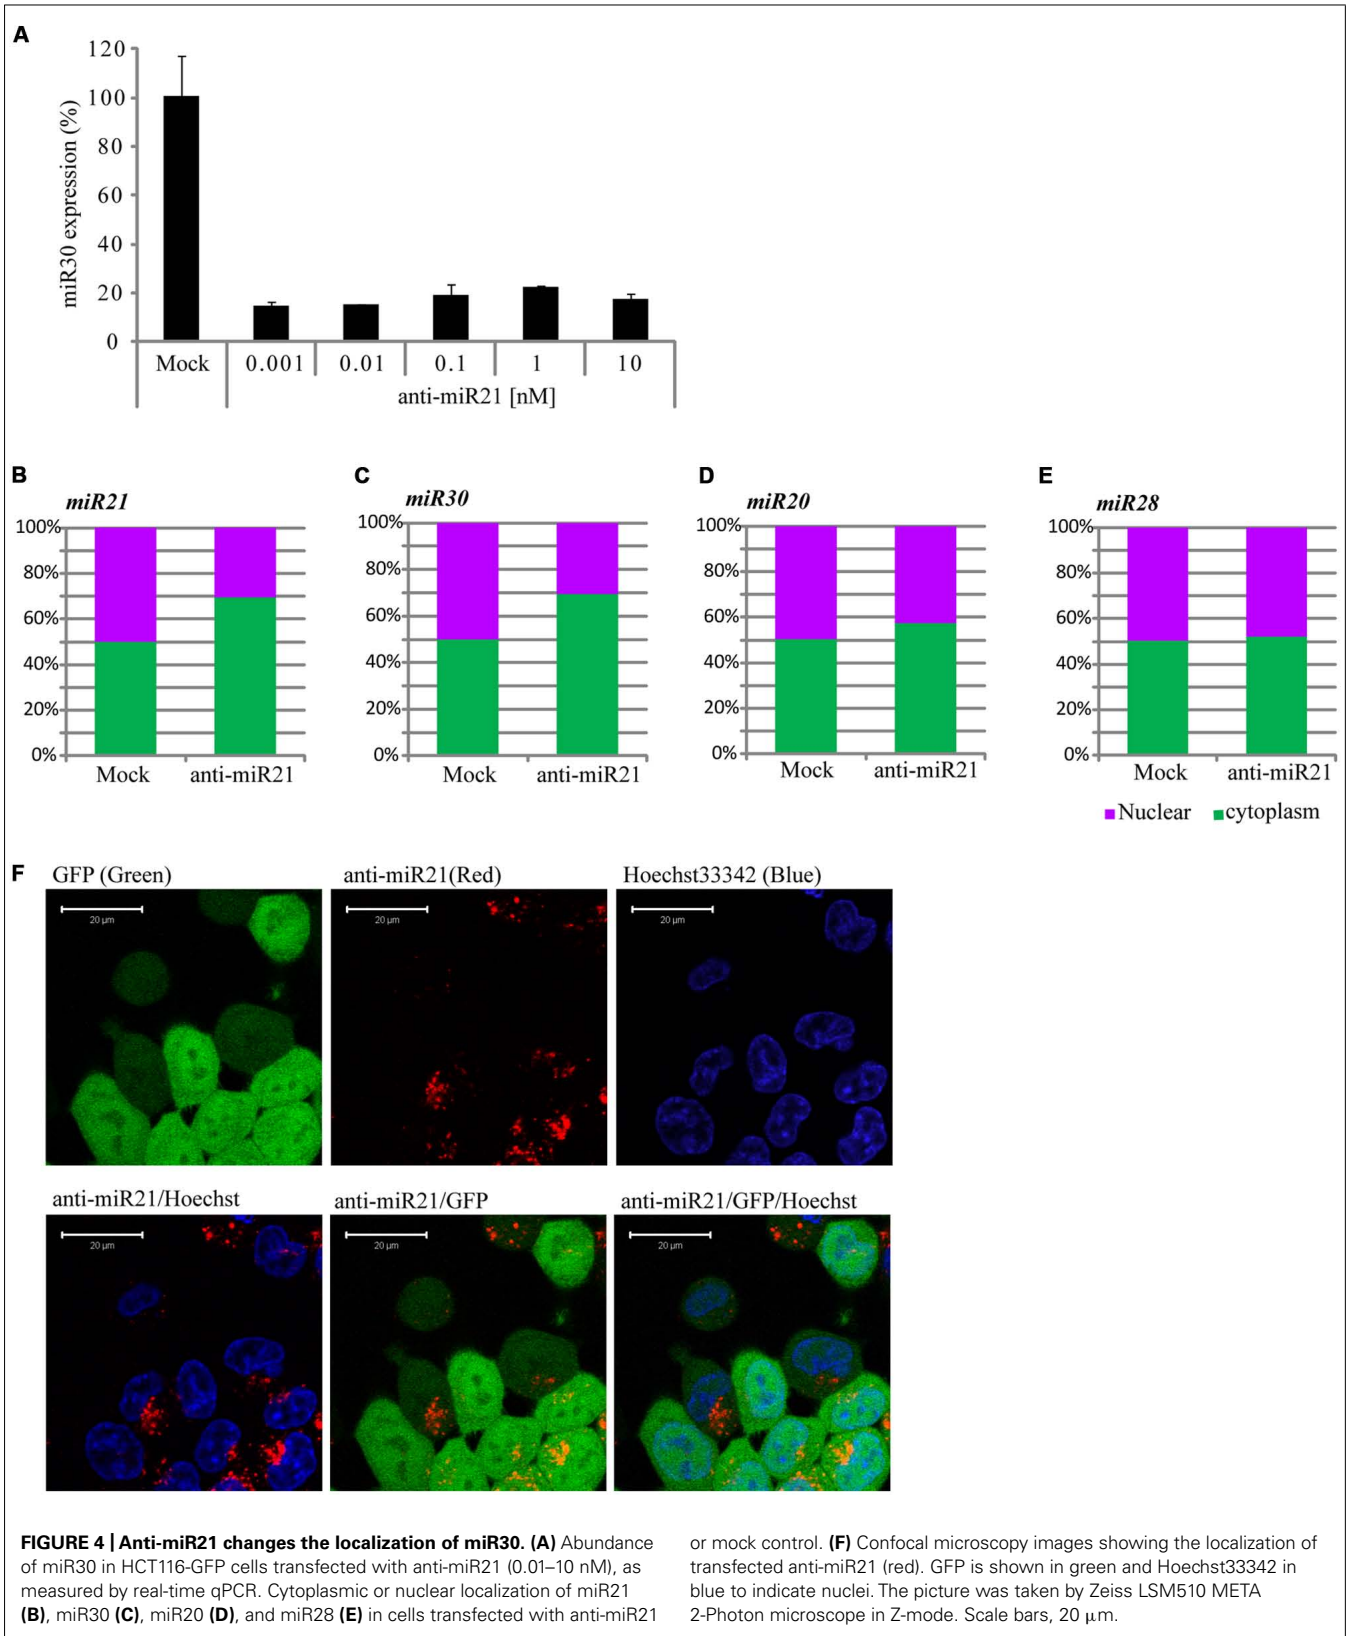 A
120
100
80
60
40
20
0
miR30 expression (%)
Mock
0.001
0.01
0.1
1
10
anti-miR21 [nM]
B
miR21
100%
80%
60%
40%
20%
0%
Mock
anti-miR21
C
miR30
100%
80%
60%
40%
20%
0%
Mock
anti-miR21
D
miR20
100%
80%
60%
40%
20%
0%
Mock
anti-miR21
E
miR28
100%
80%
60%
40%
20%
0%
Mock
anti-miR21
Nuclear
cytoplasm
F
GFP (Green)
20 µm
anti-miR21(Red)
20 µm
Hoechst33342 (Blue)
20 µm
anti-miR21/Hoechst
20 µm
anti-miR21/GFP
20 µm
anti-miR21/GFP/Hoechst
20 µm
FIGURE 4 | Anti-miR21 changes the localization of miR30. (A) Abundance
of miR30 in HCT116-GFP cells transfected with anti-miR21 (0.01–10 nM), as
measured by real-time qPCR. Cytoplasmic or nuclear localization of miR21
(B), miR30 (C), miR20 (D), and miR28 (E) in cells transfected with anti-miR21
or mock control. (F) Confocal microscopy images showing the localization of
transfected anti-miR21 (red). GFP is shown in green and Hoechst33342 in
blue to indicate nuclei. The picture was taken by Zeiss LSM510 META
2-Photon microscope in Z-mode. Scale bars, 20 µm.